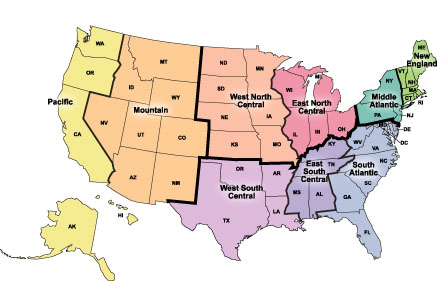 WA
OR
CA
AK
HI
Pacific
MT
ID
WY
NV
UT
CO
AZ
NM
Mountain
ND
MN
SD
NE
IA
KS
MO
West North
Central
WI
MI
IL
IN
OH
East North
Central
NY
PA
NJ
Middle
Atlantic
ME
VT
NH
MA
CT
RI
New
England
OR
AR
TX
LA
West South
Central
KY
TN
MS
AL
East
South
Central
MD
DE
DC
WV
VA
NC
SC
GA
FL
South
Atlantic